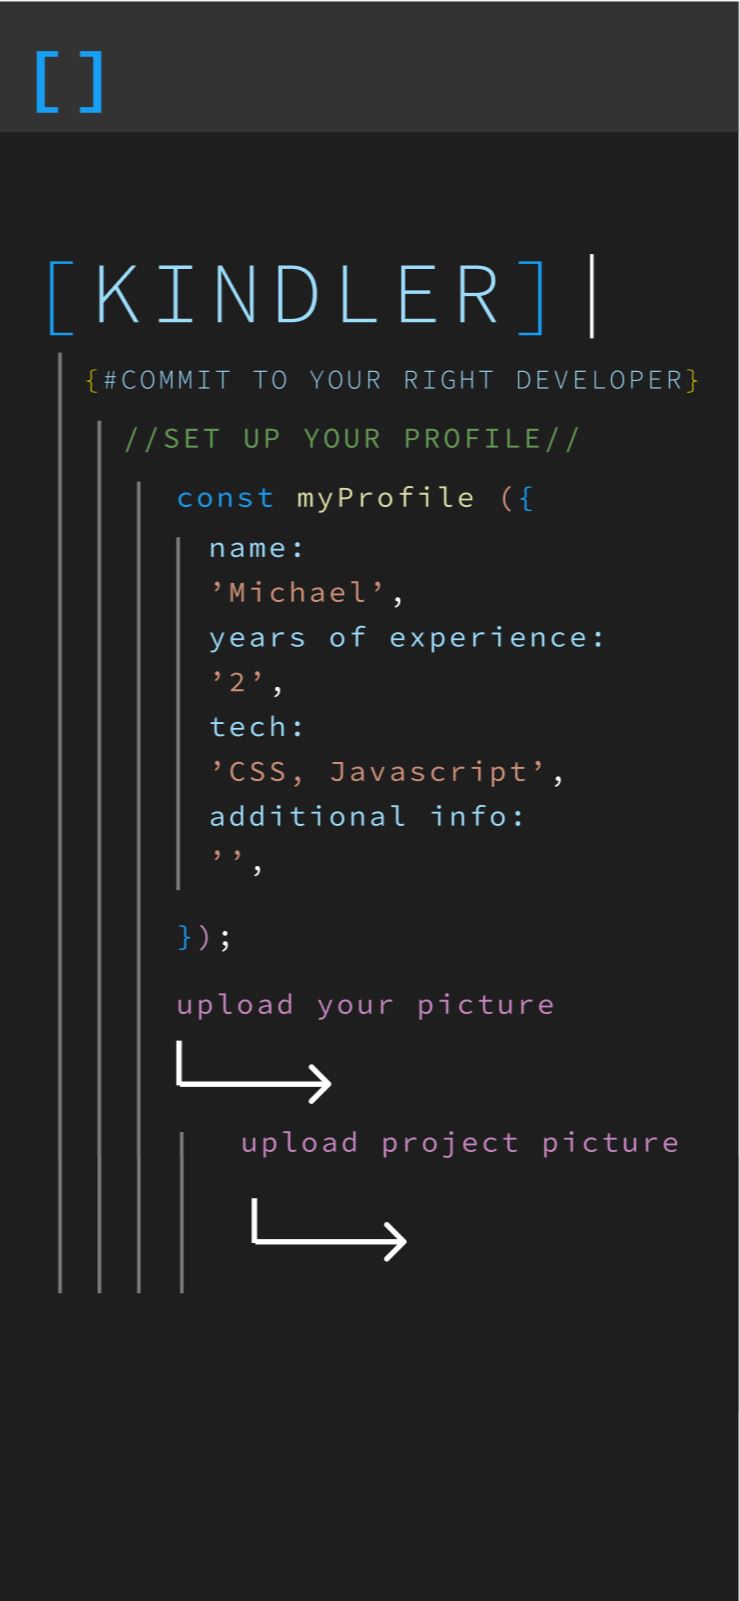 []
[KINDLER]|
{#COMMIT TO YOUR RIGHT DEVELOPER}
//SET UP YOUR PROFILE//
const myProfile ({
name:
’Michael’,
years of experience:
’2’,
tech:
’CSS, Javascript’,
additional info:
’’,
});
upload your picture
upload project picture